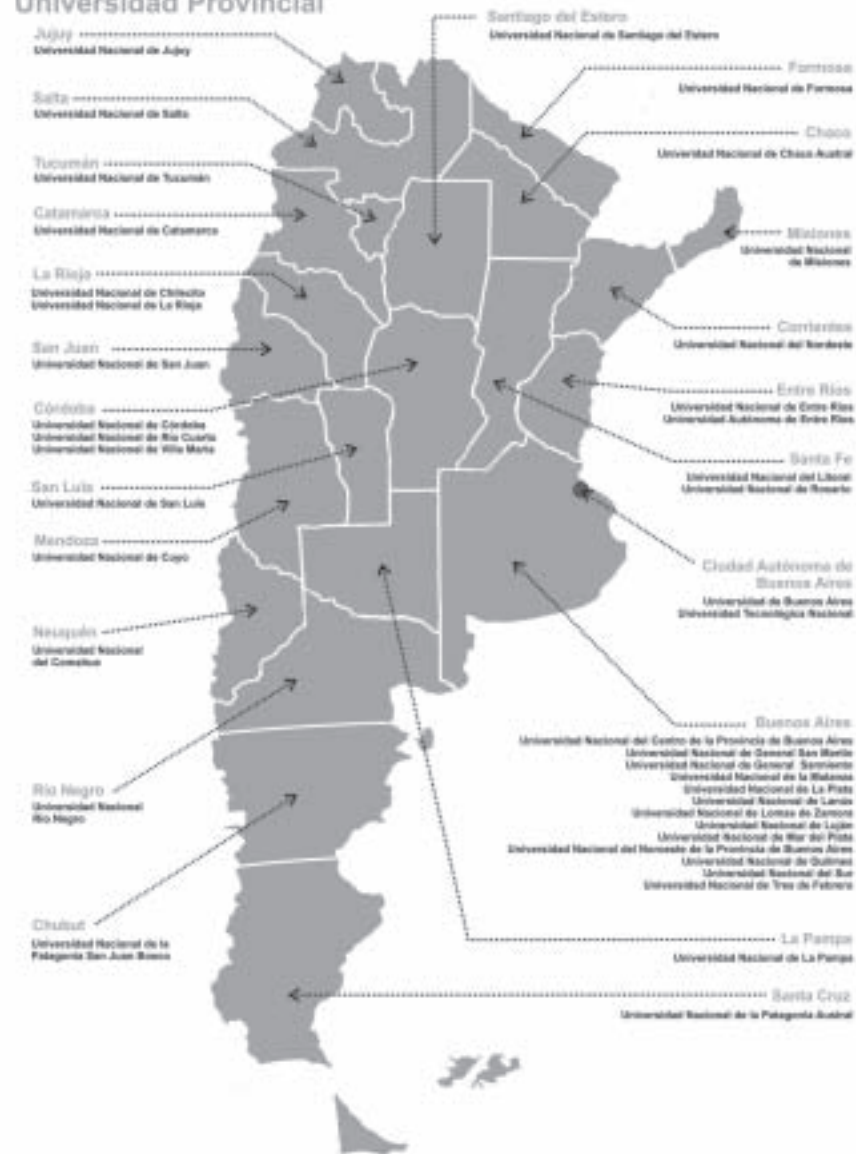 Universidad Provincial
Jujuy
Universidad Nacional de Jujuy
Salta
Universidad Nacional de Salta
Tucumán
Universidad Nacional de Tucumán
Catamarca
Universidad Nacional de Catamarca
La Rioja
Universidad Nacional de Chilecito
Universidad Nacional de La Rioja
San Juan
Universidad Nacional de San Juan
Córdoba
Universidad Nacional de Córdoba
Universidad Nacional de Río Cuarto
Universidad Nacional de Villa María
San Luis
Universidad Nacional de San Luis
Mendoza
Universidad Nacional de Cuyo
Neuquén
Universidad Nacional
del Comahue
Río Negro
Universidad Nacional
Río Negro
Chubut
Universidad Nacional de la
Patagonia San Juan Bosco
Santiago del Estero
Universidad Nacional de Santiago del Estero
Formosa
Universidad Nacional de Formosa
Chaco
Universidad Nacional de Chaco Austral
Misiones
Universidad Nacional
de Misiones
Corrientes
Universidad Nacional del Nordeste
Entre Ríos
Universidad Nacional de Entre Ríos
Universidad Autónoma de Entre Ríos
Santa Fe
Universidad Nacional del Litoral
Universidad Nacional de Rosario
Ciudad Autónoma de
Buenos Aires
Universidad de Buenos Aires
Universidad Tecnológica Nacional
Buenos Aires
Universidad Nacional del Centro de la Provincia de Buenos Aires
Universidad Nacional de General San Martín
Universidad Nacional de General Sarmiento
Universidad Nacional de la Matanza
Universidad Nacional de La Plata
Universidad Nacional de Lanús
Universidad Nacional de Lomas de Zamora
Universidad Nacional de Luján
Universidad Nacional de Mar del Plata
Universidad Nacional del Noroeste de la Provincia de Buenos Aires
Universidad Nacional de Quilmes
Universidad Nacional del Sur
Universidad Nacional de Tres de Febrero
La Pampa
Universidad Nacional de La Pampa
Santa Cruz
Universidad Nacional de la Patagonia Austral